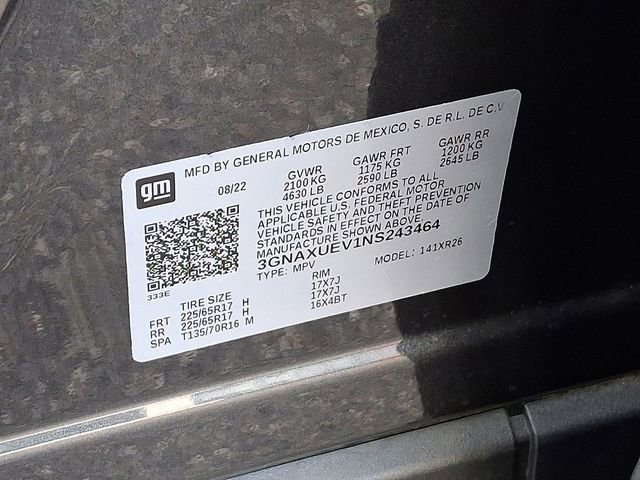 MFD BY GENERAL MOTORS DE MEXICO, S. DE R.L. DE C.V.
gm
08/22
GVWR GAWR FRT GAWR RR
2100 KG 1175 KG 1200 KG
4630 LB 2590 LB 2645 LB
THIS VEHICLE CONFORMS TO ALL
APPLICABLE U.S. FEDERAL MOTOR
VEHICLE SAFETY AND THEFT PREVENTION
STANDARDS IN EFFECT ON THE DATE OF
MANUFACTURE SHOWN ABOVE.
3GNAXUEV1NS243464
TYPE: MPV MODEL: 141XR26
333E
TIRE SIZE RIM
FRT 225/65R17 H 17X7J
RR 225/65R17 H 17X7J
SPA T135/70R16 M 16X4BT